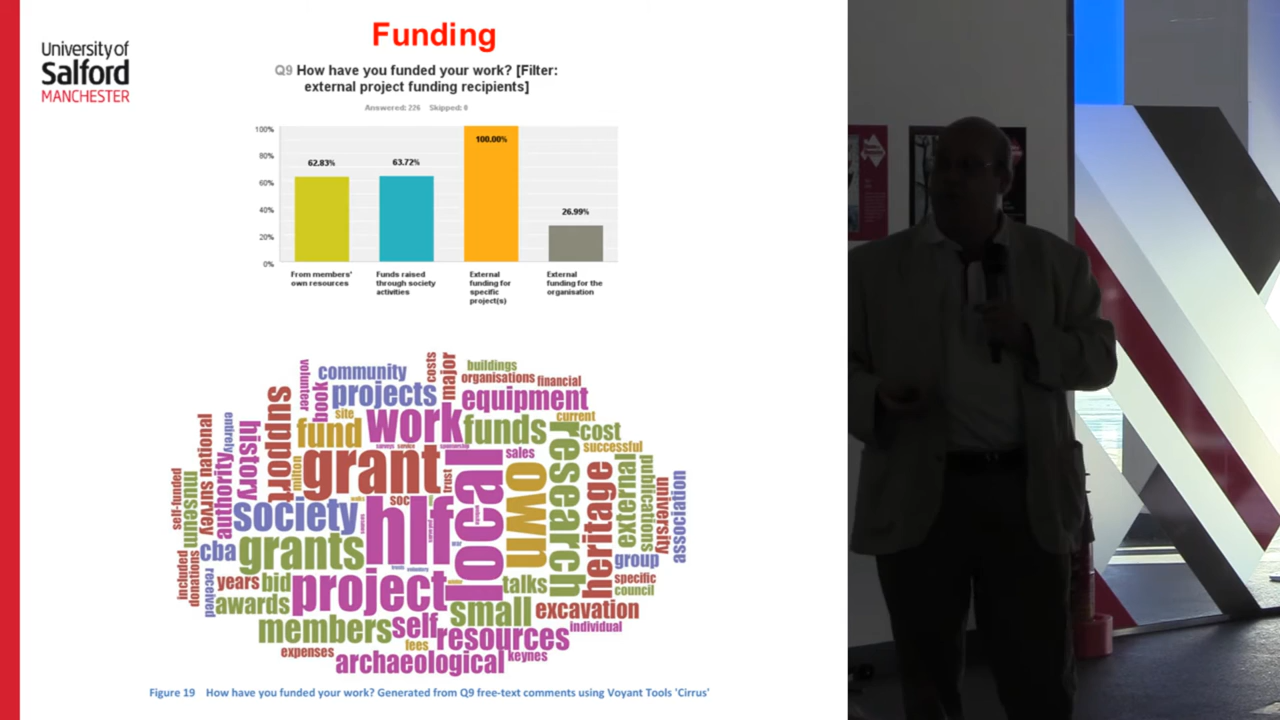 Funding
University of
Salford
MANCHESTER
Q9 How have you funded your work? [Filter:
external project funding recipients]
Answered: 226 Skipped: 0
100%
80%
60%
40%
20%
0%
62.83%
63.72%
100.00%
26.99%
From members'
own resources
Funds raised
through society
activities
External
funding for
specific
project(s)
External
funding for the
organisation
volunteer
community
costs
major
buildings
organisations
financial
book
projects
equipment
support
site
fund
work
funds
current
cost
successful
national
entirely
history
grant
local
sales
own
research
heritage
external
publications
self-funded
museum
survey
authority
milton
trust
society
hlf
university
association
cba
grants
group
included
donations
received
years
bid
project
talks
specific
council
awards
small
excavation
members
self
resources
individual
fees
expenses
archaeological
keynes
Figure 19 How have you funded your work? Generated from Q9 free-text comments using Voyant Tools 'Cirrus'